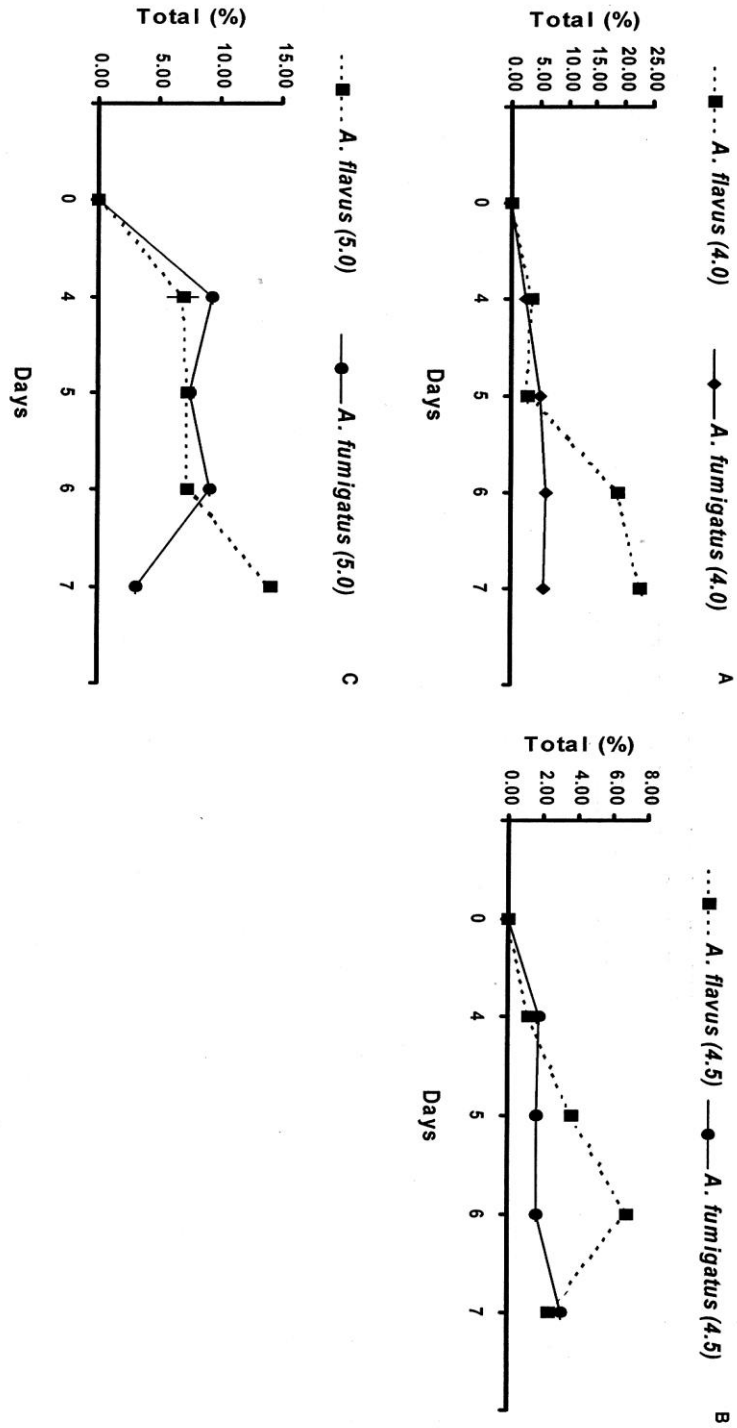 A
A. flavus (4.0) A. fumigatus (4.0)
Total (%)
25.00
20.00
15.00
10.00
5.00
0.00
0 4 5 6 7
Days
B
A. flavus (4.5) A. fumigatus (4.5)
Total (%)
8.00
6.00
4.00
2.00
0.00
0 4 5 6 7
Days
A. flavus (5.0) A. fumigatus (5.0)
C
Total (%)
15.00
10.00
5.00
0.00
0 4 5 6 7
Days